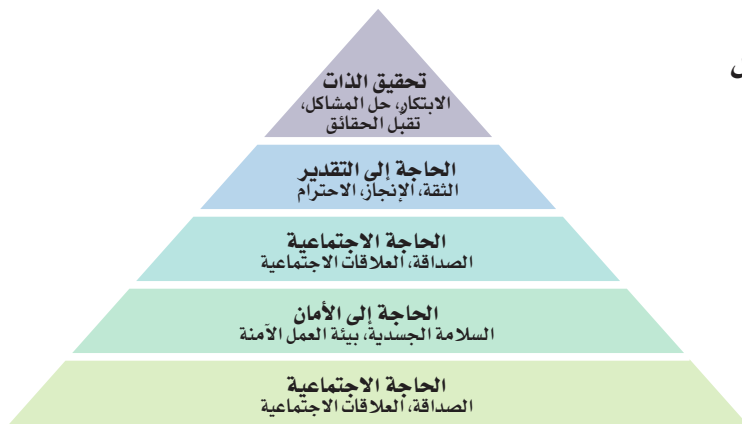 تحقيق الذات
الابتكار، حل المشاكل،
تقبّل الحقائق
الحاجة إلى التقدير
الثقة، الإنجاز، الاحترام
الحاجة الاجتماعية
الصداقة، العلاقات الاجتماعية
الحاجة إلى الأمان
السلامة الجسدية، بيئة العمل الآمنة
الحاجة الاجتماعية
الصداقة، العلاقات الاجتماعية